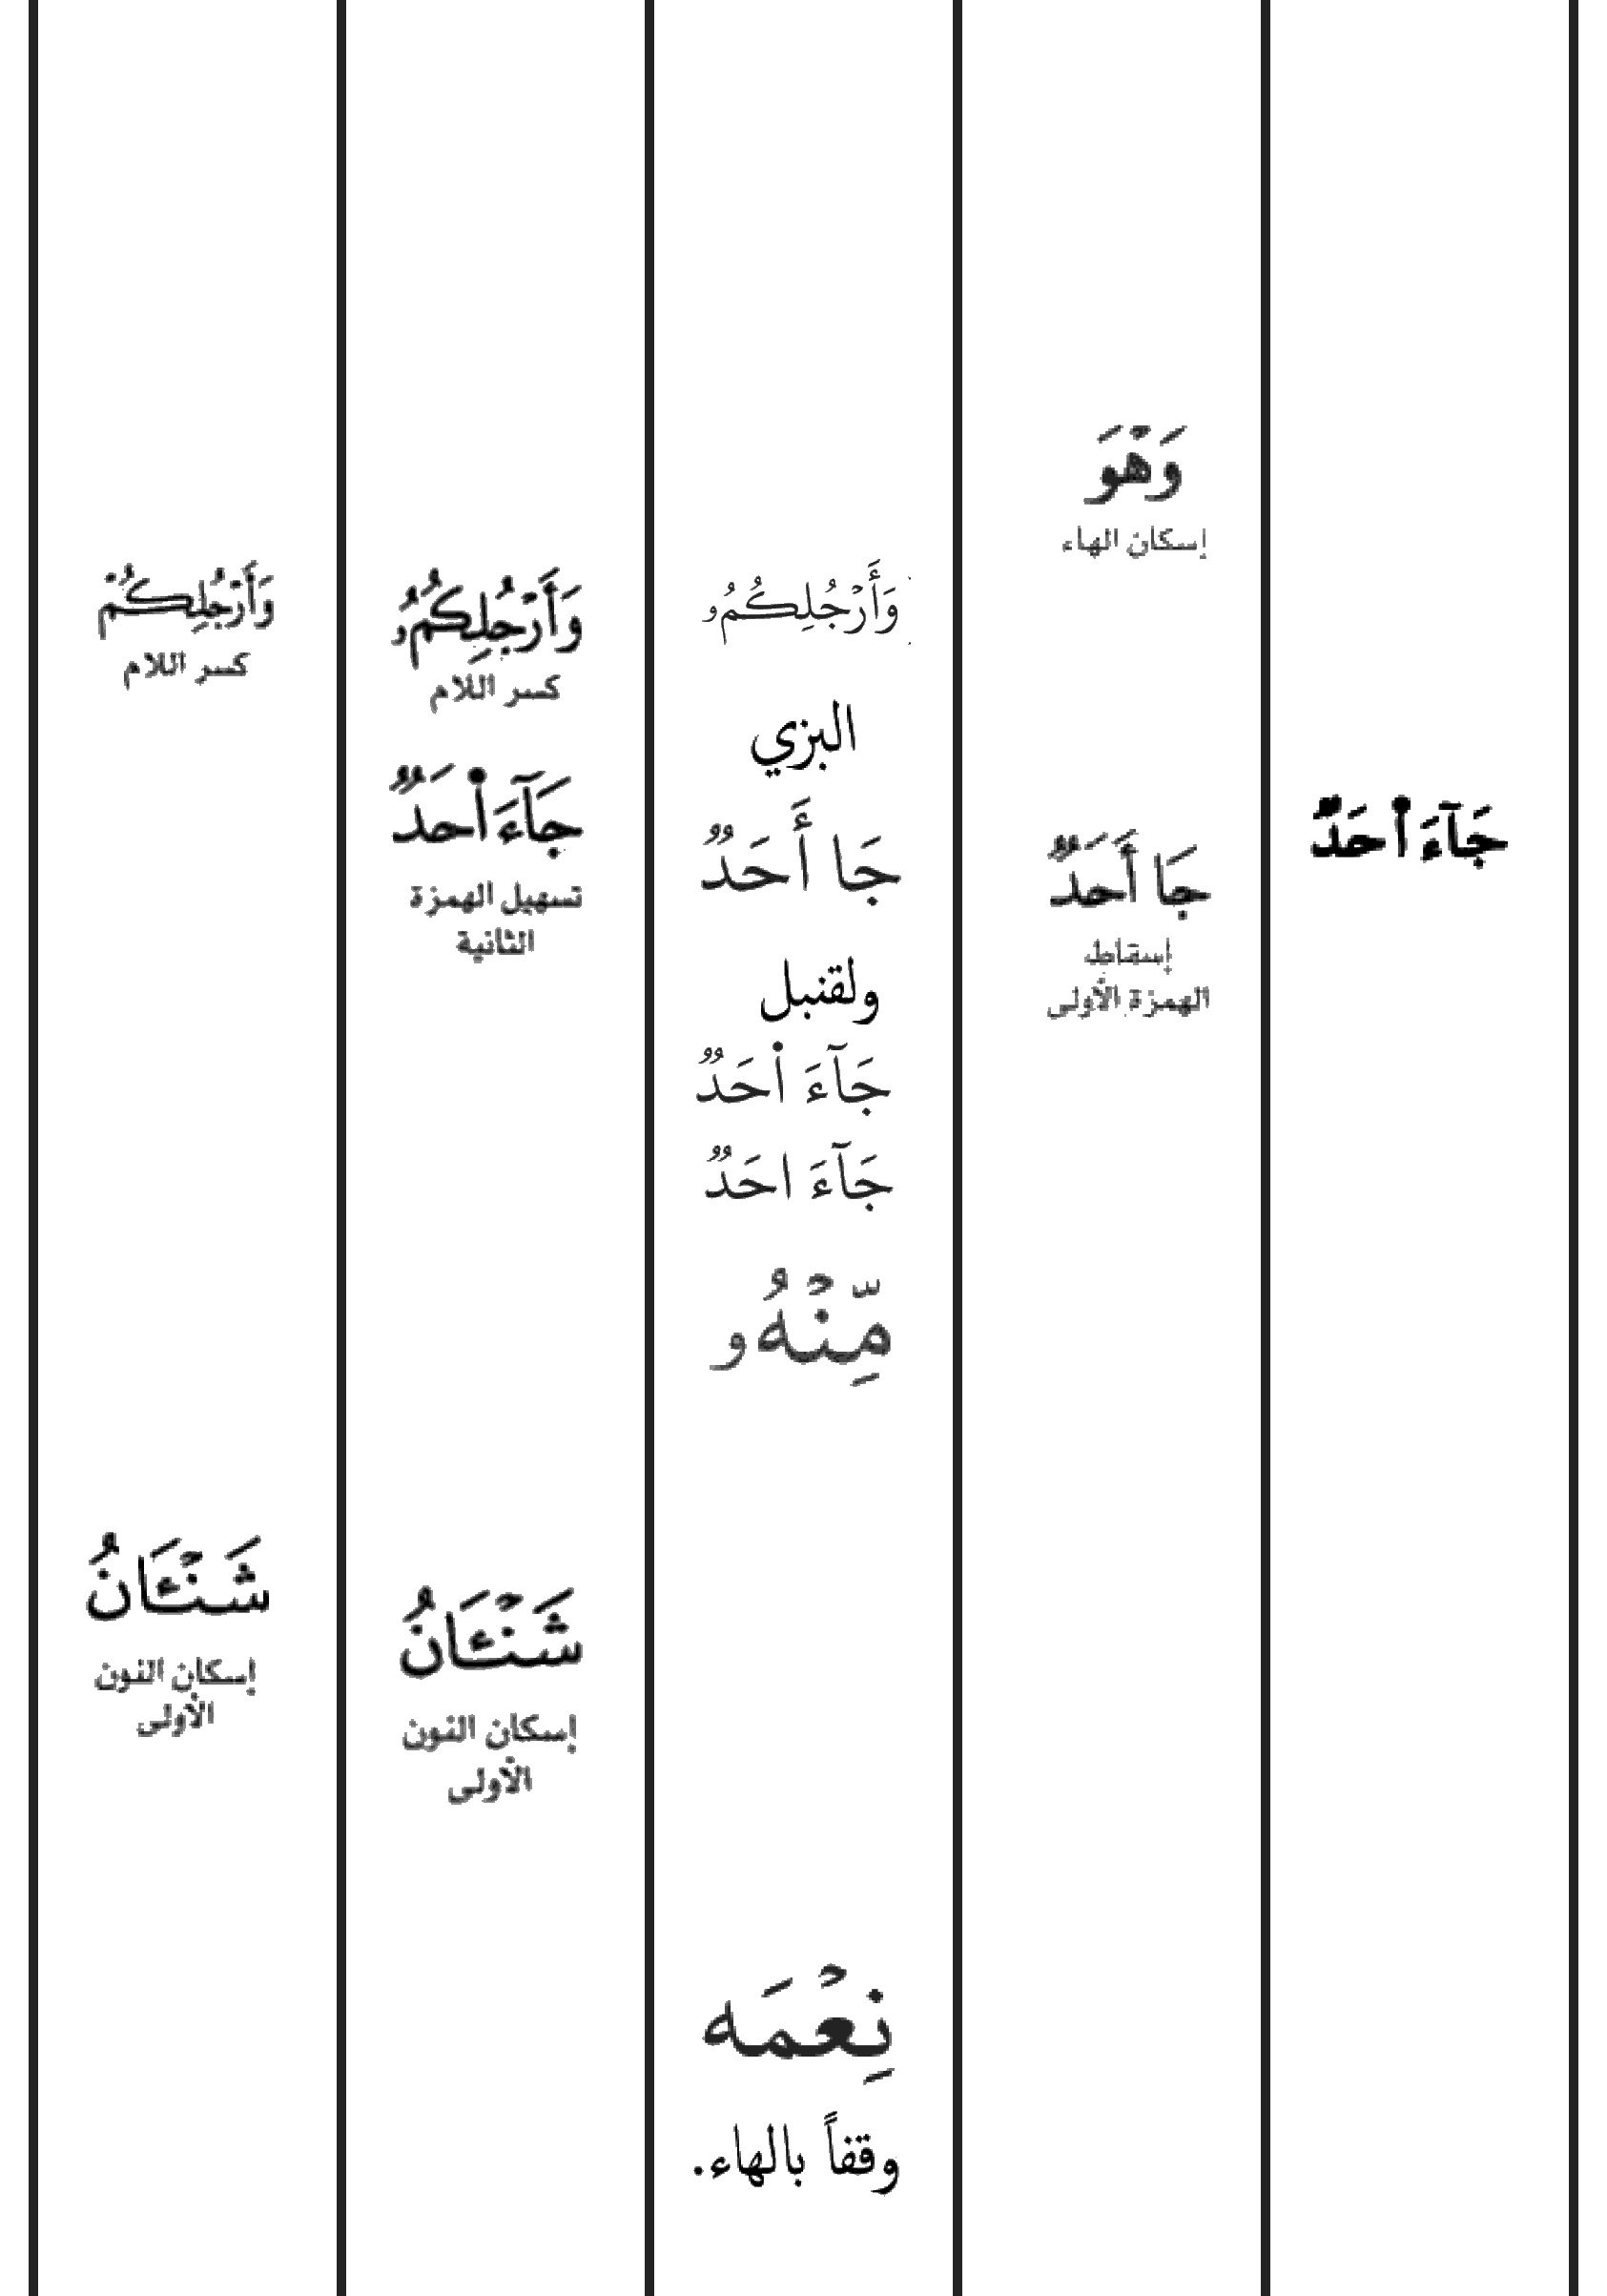 جَآءَ ا۬حَدٞ
وَهۡوَ
إسكان الهاء
جَا أَحَدٞ
إسقاط
الهمزة الأولى
وَأَرۡجُلِكُمُۥ
البزي
جَا أَحَدٞ
ولقنبل
جَآءَ ا۬حَدٞ
جَآءَ احَدٞ
مِّنۡهُۥ
نِعۡمَه
وقفاً بالهاء.
وَأَرۡجُلِكُمُۥ
كسر اللام
جَآءَ ا۬حَدٞ
تسهيل الهمزة
الثانية
شَنۡـَٔانُ
إسكان النون
الأولى
وَأَرۡجُلِكُمۡ
كسر اللام
شَنۡـَٔانُ
إسكان النون
الأولى